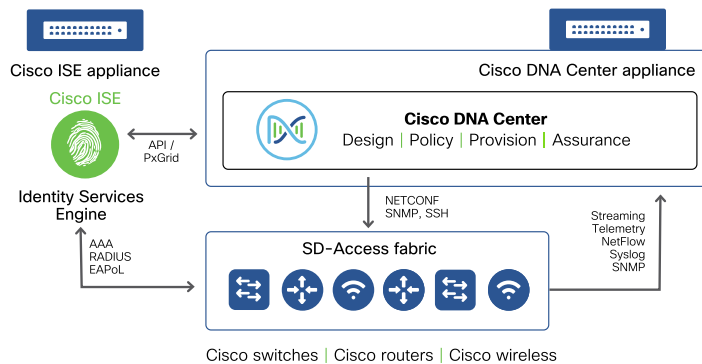 Cisco ISE appliance
Cisco DNA Center appliance
Cisco ISE
Cisco DNA Center
Design | Policy | Provision | Assurance
API /
PxGrid
Identity Services
Engine
NETCONF
SNMP, SSH
Streaming
Telemetry
NetFlow
Syslog
SNMP
AAA
RADIUS
EAPoL
SD-Access fabric
Cisco switches | Cisco routers | Cisco wireless